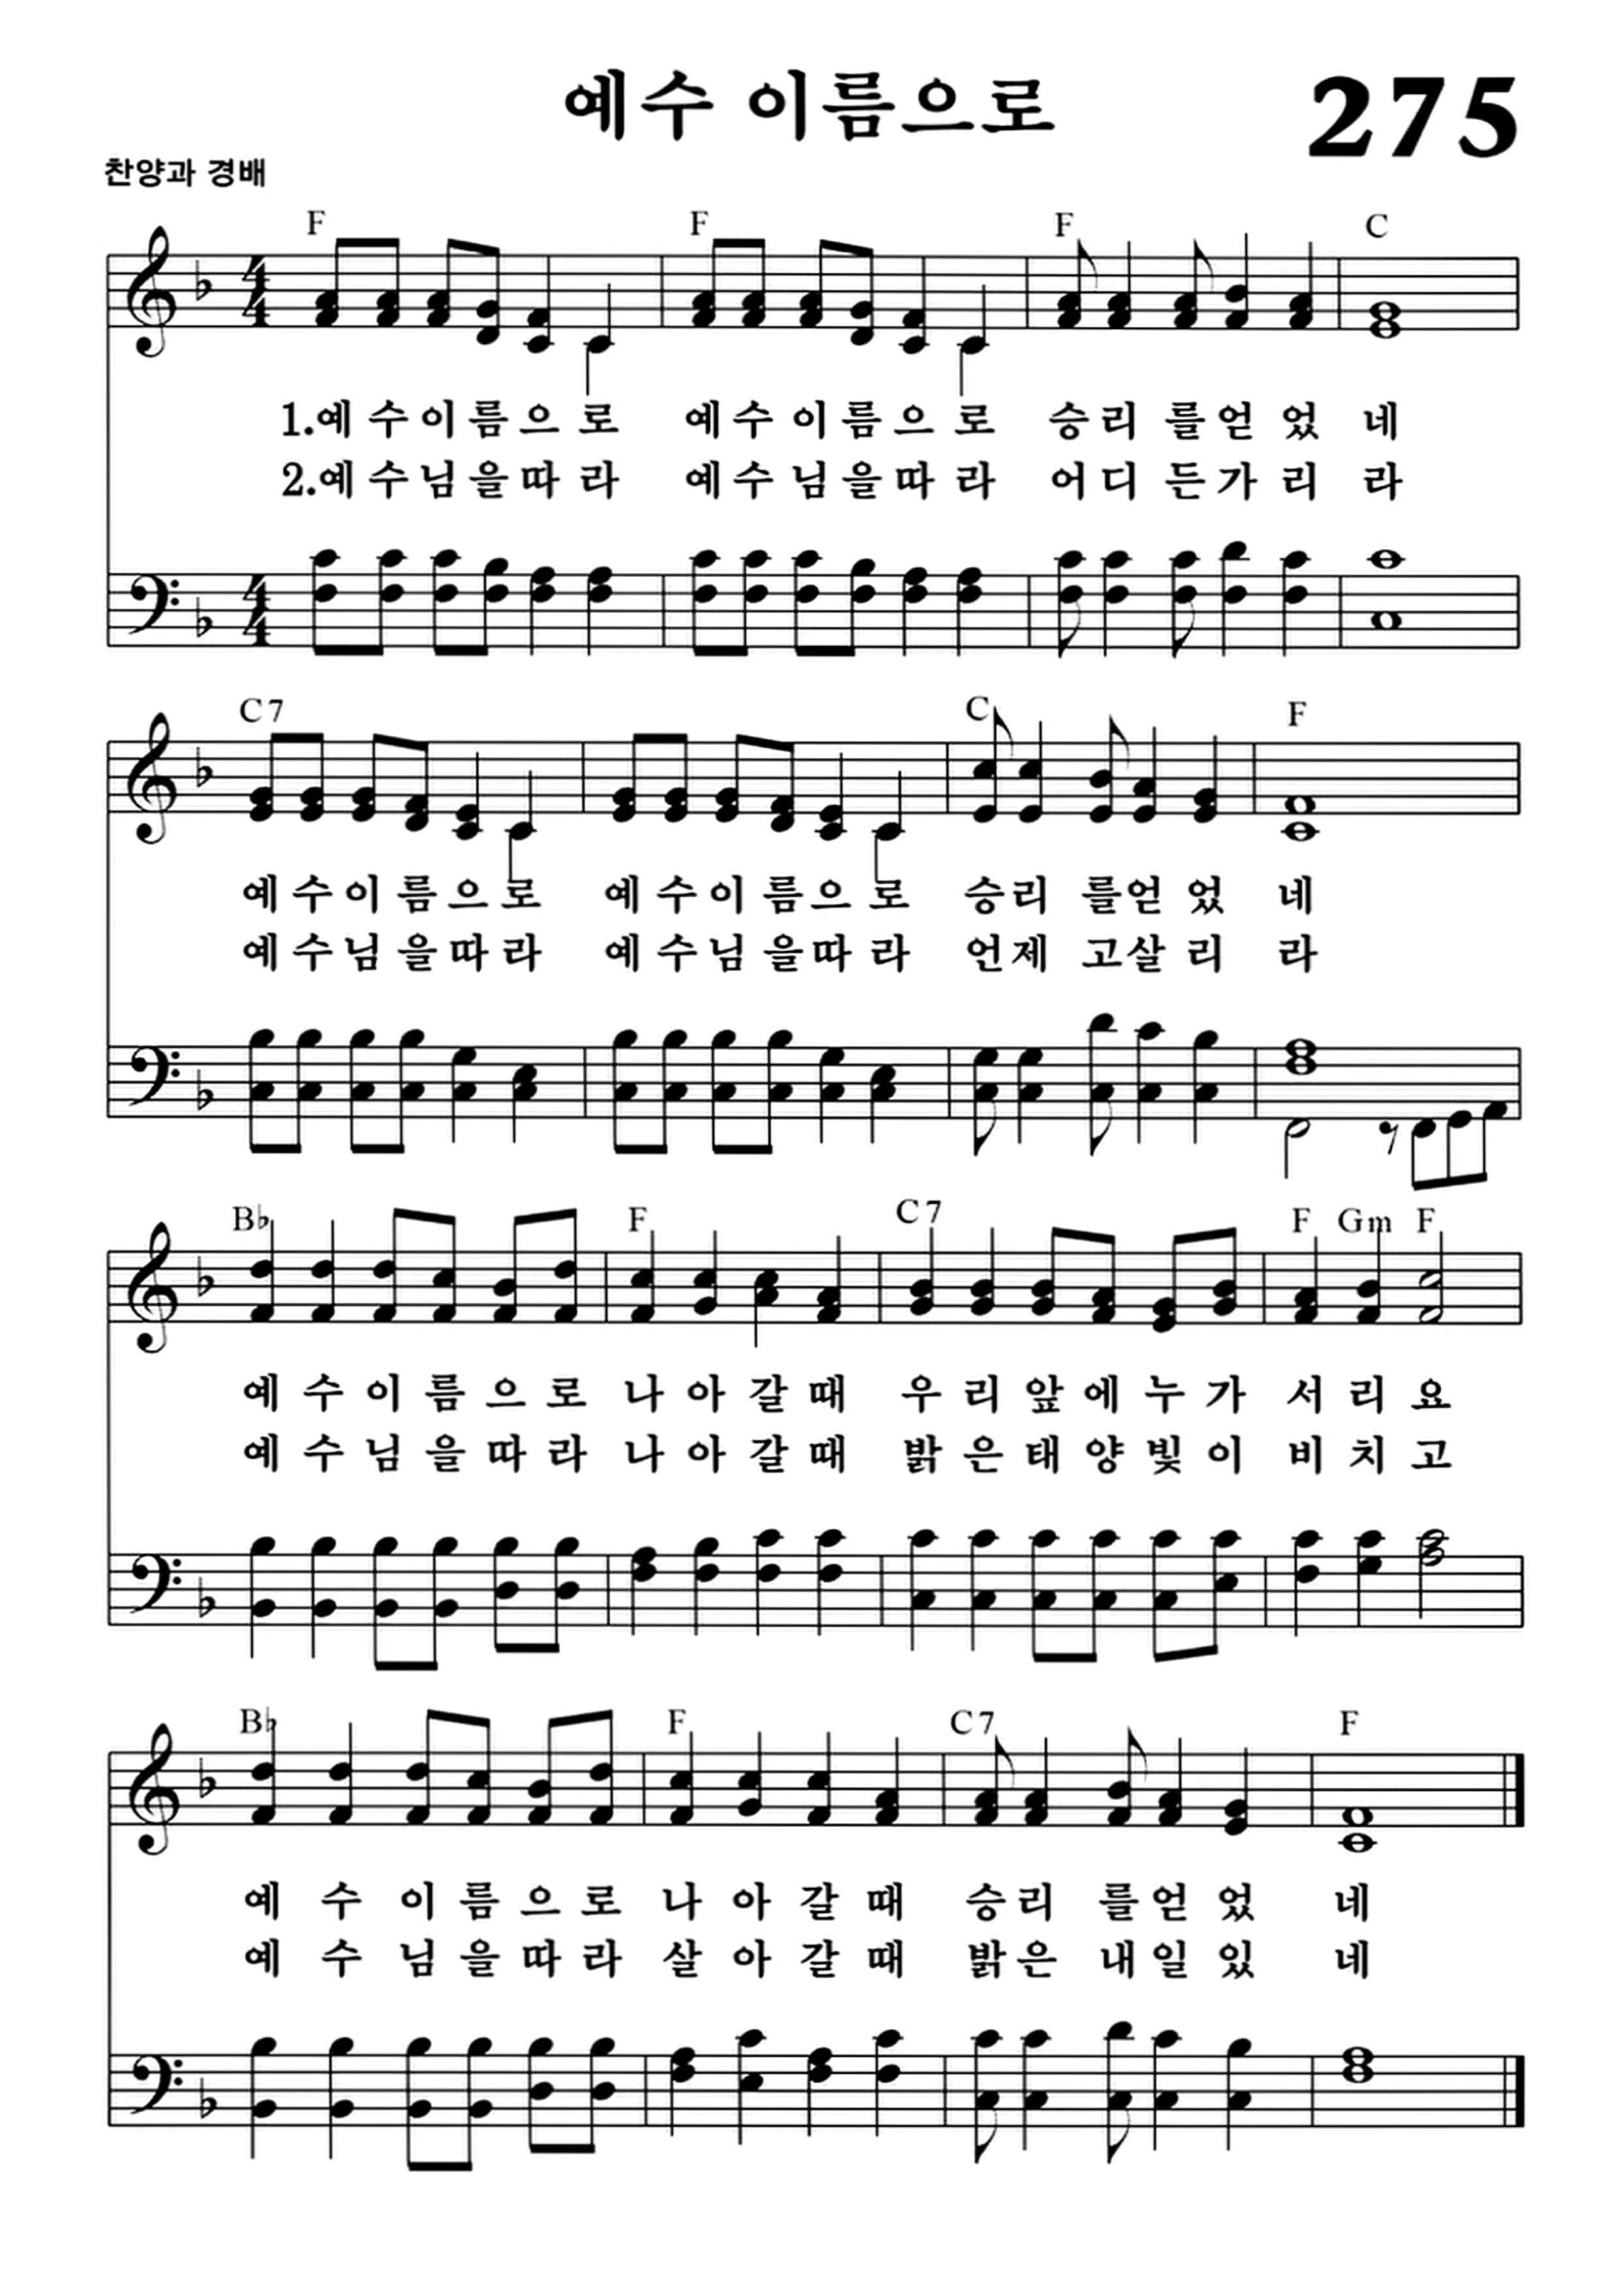 예수 이름으로
275
찬양과 경배
F F F C
1.예 수 이 름 으 로 예 수 이 름 으 로 승 리 를 얻 었 네
2.예 수 님 을 따 라 예 수 님 을 따 라 어 디 든 가 리 라
C7 C F
예 수 이 름 으 로 예 수 이 름 으 로 승 리 를 얻 었 네
예 수 님 을 따 라 예 수 님 을 따 라 언 제 고 살 리 라
B♭ F C7 F Gm F
예 수 이 름 으 로 나 아 갈 때 우 리 앞 에 누 가 서 리 요
예 수 님 을 따 라 나 아 갈 때 밝 은 태 양 빛 이 비 치 고
B♭ F C7 F
예 수 이 름 으 로 나 아 갈 때 승 리 를 얻 었 네
예 수 님 을 따 라 살 아 갈 때 밝 은 내 일 있 네